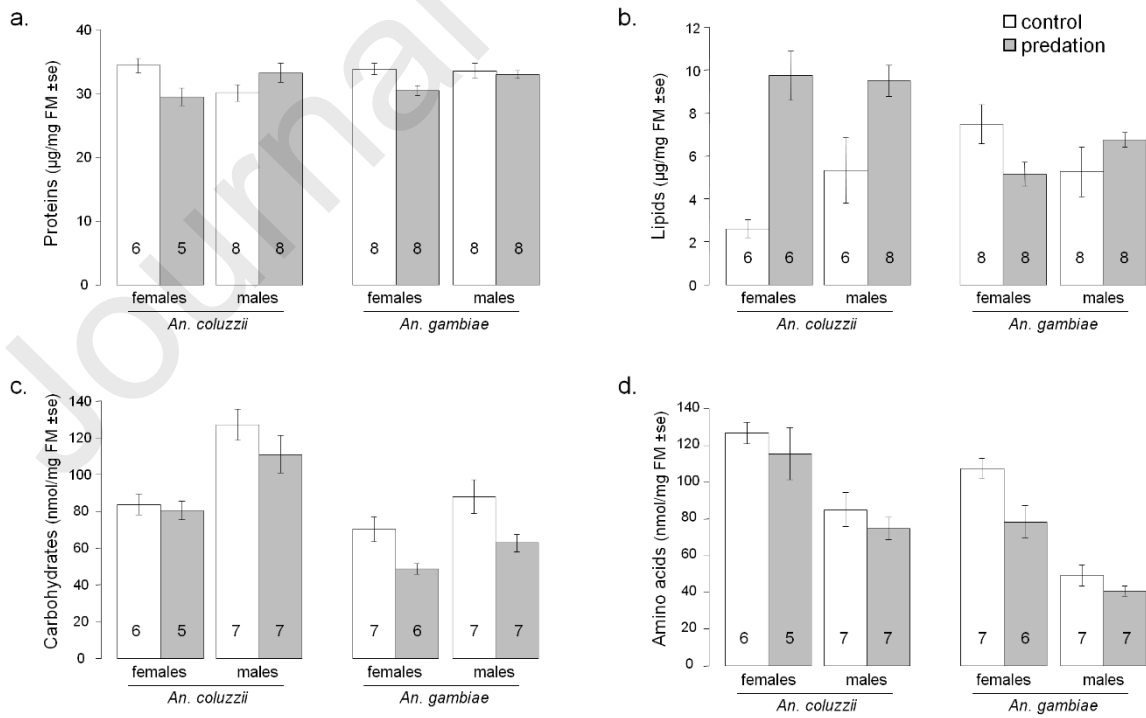 a.
Proteins (µg/mg FM ±se)
40
30
20
10
0
6 5 8 8 8 8 8 8
females males females males
An. coluzzii An. gambiae
b.
control
predation
Lipids (µg/mg FM ±se)
12
10
8
6
4
2
0
6 6 6 8 8 8 8 8
females males females males
An. coluzzii An. gambiae
c.
Carbohydrates (nmol/mg FM ±se)
140
120
100
80
60
40
20
0
6 5 7 7 7 6 7 7
females males females males
An. coluzzii An. gambiae
d.
Amino acids (nmol/mg FM ±se)
140
120
100
80
60
40
20
0
6 5 7 7 7 6 7 7
females males females males
An. coluzzii An. gambiae
Journal